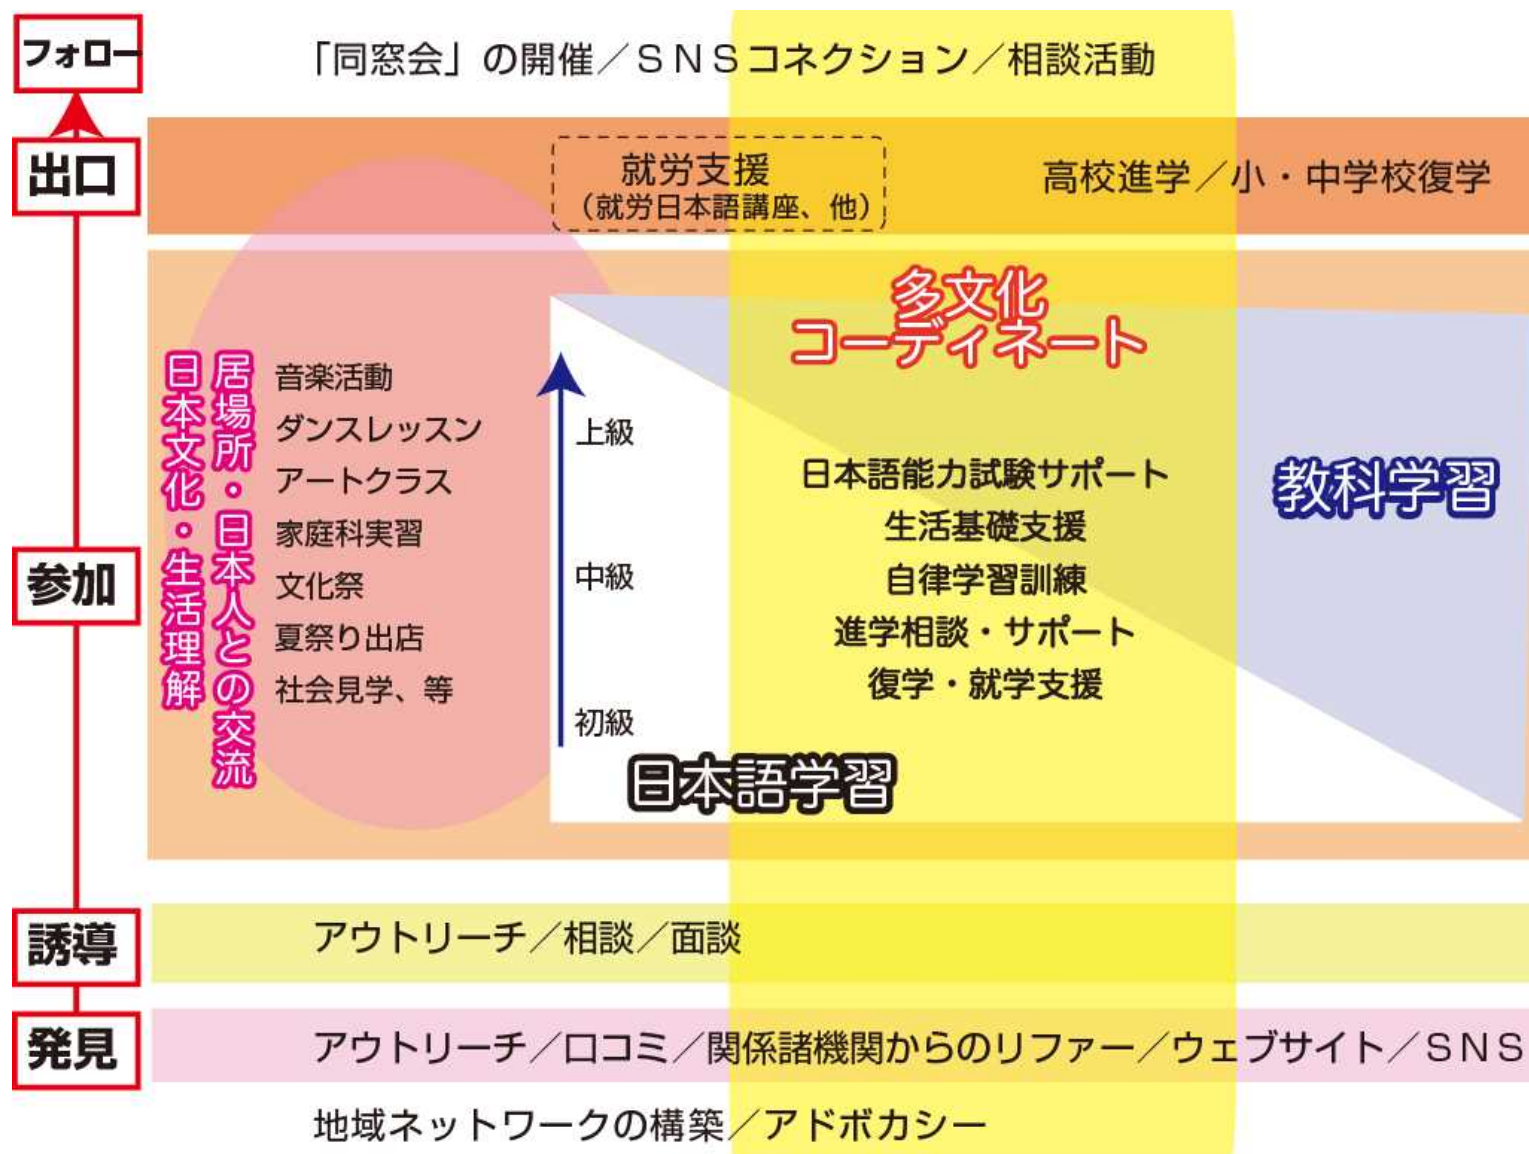 フォロー
「同窓会」の開催／ＳＮＳコネクション／相談活動
出口
就労支援
（就労日本語講座、他）
高校進学／小・中学校復学
参加
居場所・日本人との交流
日本文化・生活理解
音楽活動
ダンスレッスン
アートクラス
家庭科実習
文化祭
夏祭り出店
社会見学、等
上級
中級
初級
日本語学習
多文化
コーディネート
日本語能力試験サポート
生活基礎支援
自律学習訓練
進学相談・サポート
復学・就学支援
教科学習
誘導
アウトリーチ／相談／面談
発見
アウトリーチ／口コミ／関係諸機関からのリファー／ウェブサイト／ＳＮＳ
地域ネットワークの構築／アドボカシー